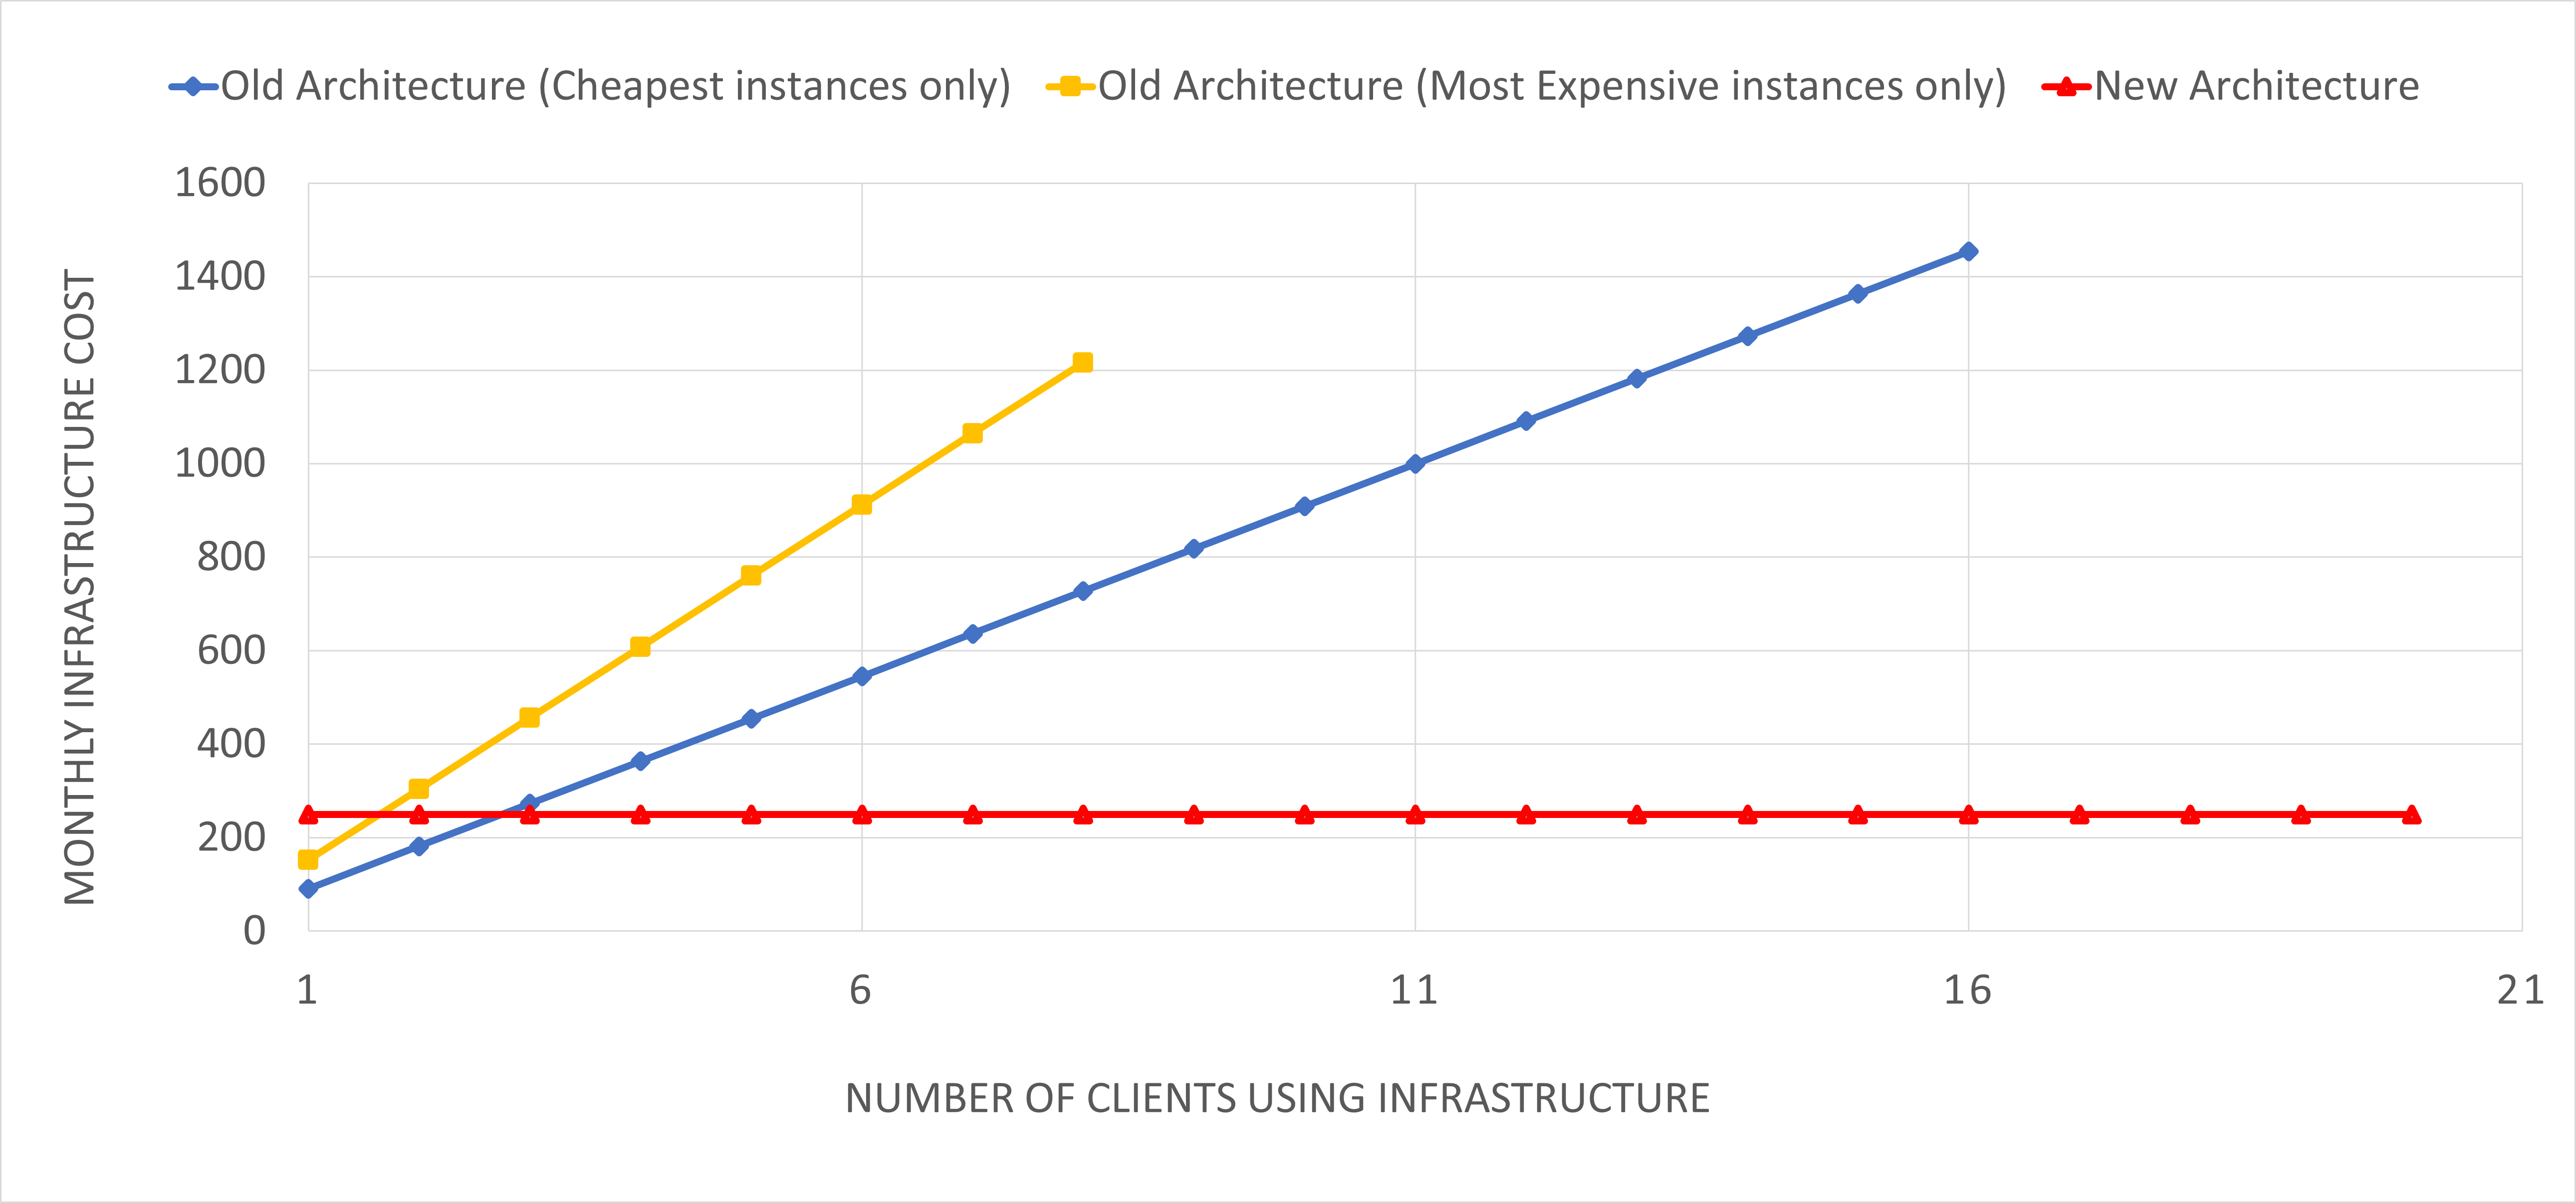 Old Architecture (Cheapest instances only) Old Architecture (Most Expensive instances only) New Architecture
MONTHLY INFRASTRUCTURE COST
1600
1400
1200
1000
800
600
400
200
0
1 6 11 16 21
NUMBER OF CLIENTS USING INFRASTRUCTURE